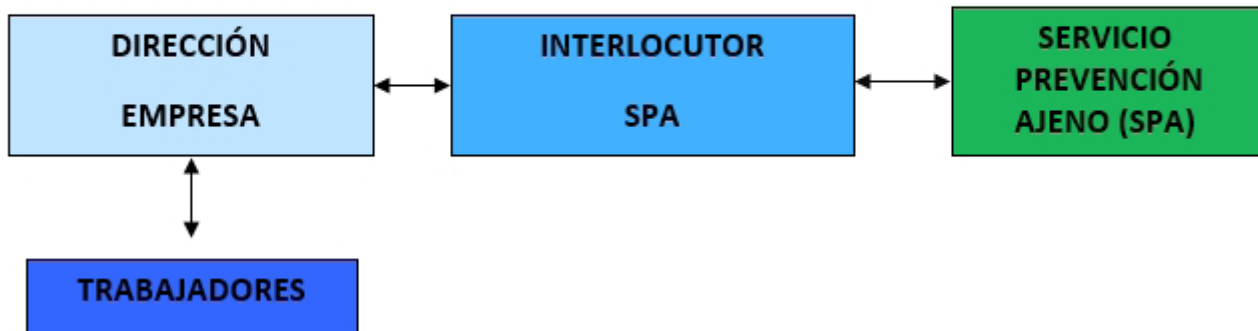 DIRECCIÓN
EMPRESA
INTERLOCUTOR
SPA
SERVICIO
PREVENCIÓN
AJENO (SPA)
TRABAJADORES